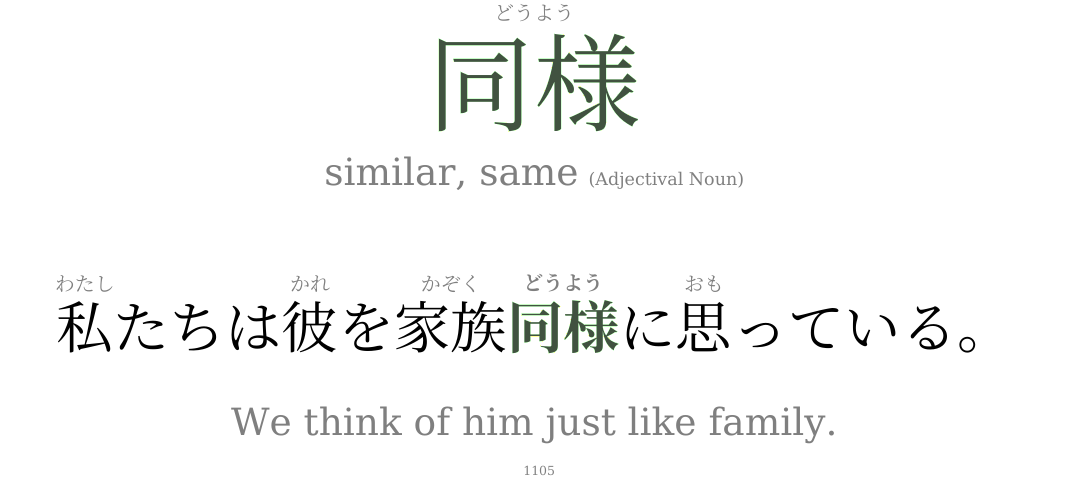 どうよう
同様
similar, same (Adjectival Noun)
わたし かれ かぞく どうよう おも
私たちは彼を家族同様に思っている。
We think of him just like family.
1105